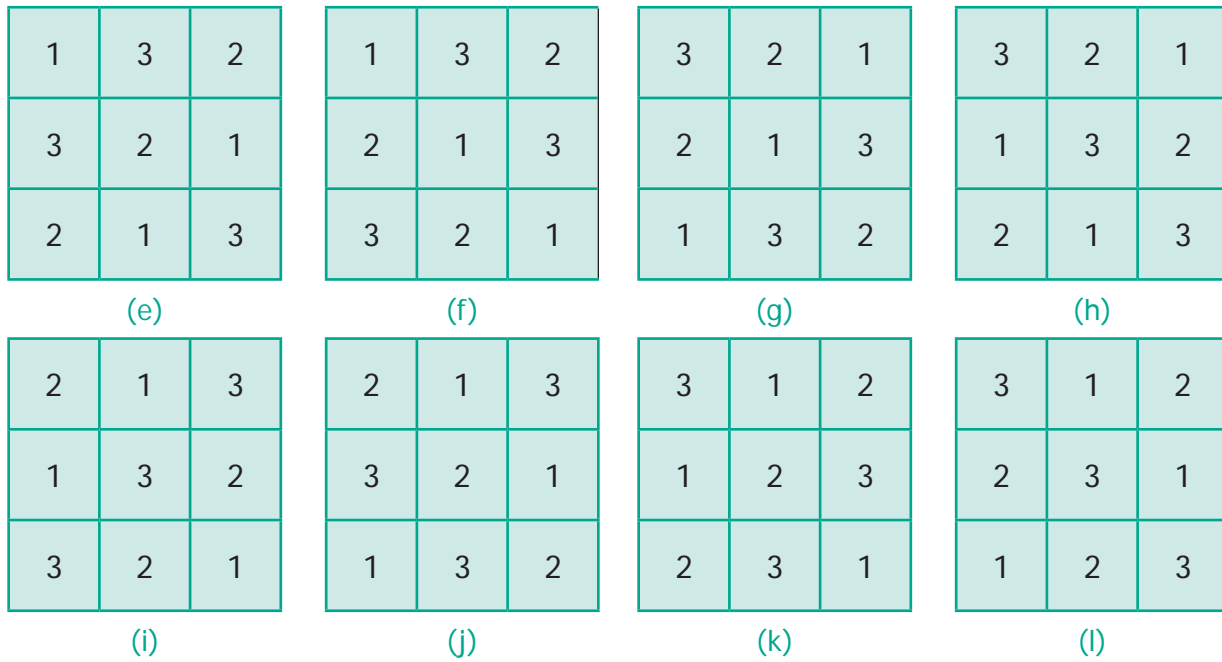 1 3 2 1 3 2 3 2 1 3 2 1
3 2 1 2 1 3 2 1 3 1 3 2
2 1 3 3 2 1 1 3 2 2 1 3
(e) (f) (g) (h)
2 1 3 2 1 3 3 1 2 3 1 2
1 3 2 3 2 1 1 2 3 2 3 1
3 2 1 1 3 2 2 3 1 1 2 3
(i) (j) (k) (l)